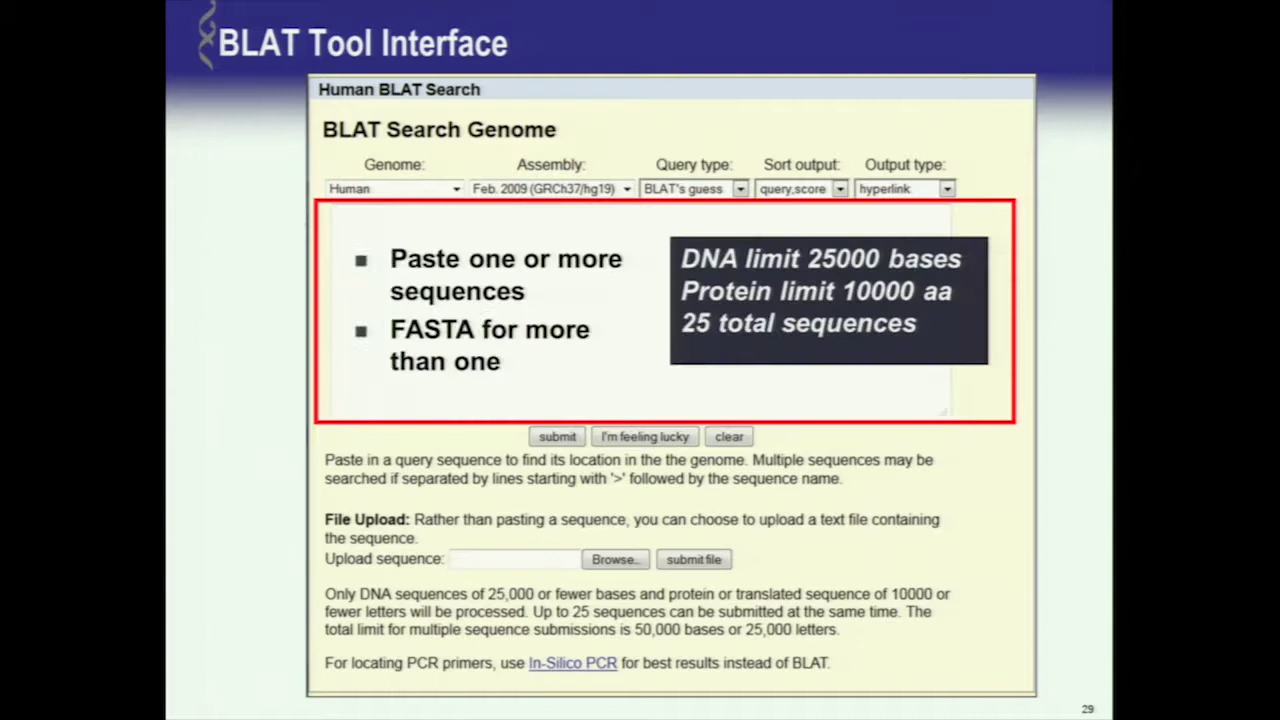 BLAT Tool Interface
Human BLAT Search
BLAT Search Genome
Genome: Assembly: Query type: Sort output: Output type:
Human Feb. 2009 (GRCh37/hg19) BLAT's guess query,score hyperlink
Paste one or more
sequences
FASTA for more
than one
DNA limit 25000 bases
Protein limit 10000 aa
25 total sequences
submit I'm feeling lucky clear
Paste in a query sequence to find its location in the the genome. Multiple sequences may be
searched if separated by lines starting with '>' followed by the sequence name.
File Upload: Rather than pasting a sequence, you can choose to upload a text file containing
the sequence.
Upload sequence: Browse... submit file
Only DNA sequences of 25,000 or fewer bases and protein or translated sequence of 10000 or
fewer letters will be processed. Up to 25 sequences can be submitted at the same time. The
total limit for multiple sequence submissions is 50,000 bases or 25,000 letters.
For locating PCR primers, use In-Silico PCR for best results instead of BLAT.
29